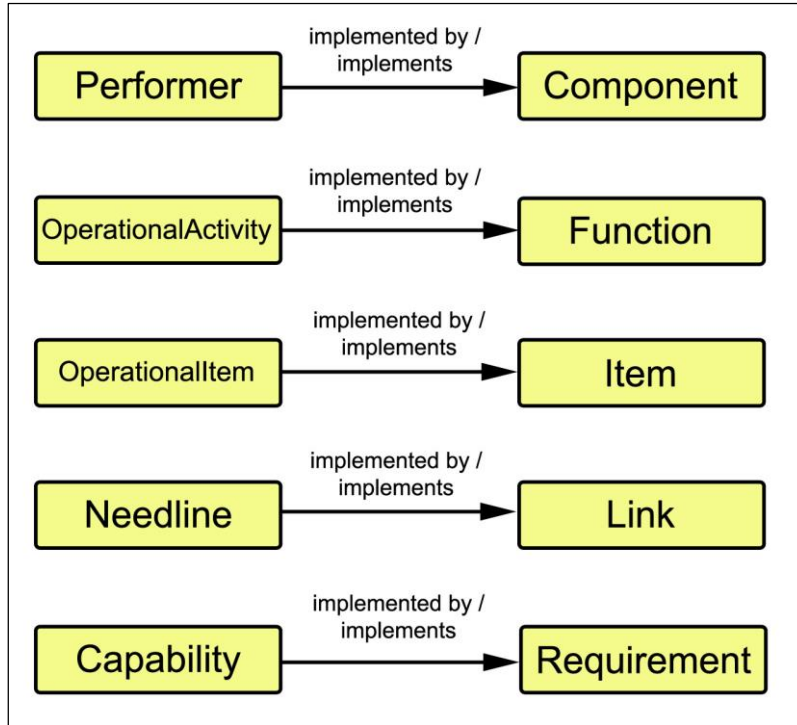 implemented by /
implements
Performer
Component
implemented by /
implements
OperationalActivity
Function
implemented by /
implements
OperationalItem
Item
implemented by /
implements
Needline
Link
implemented by /
implements
Capability
Requirement